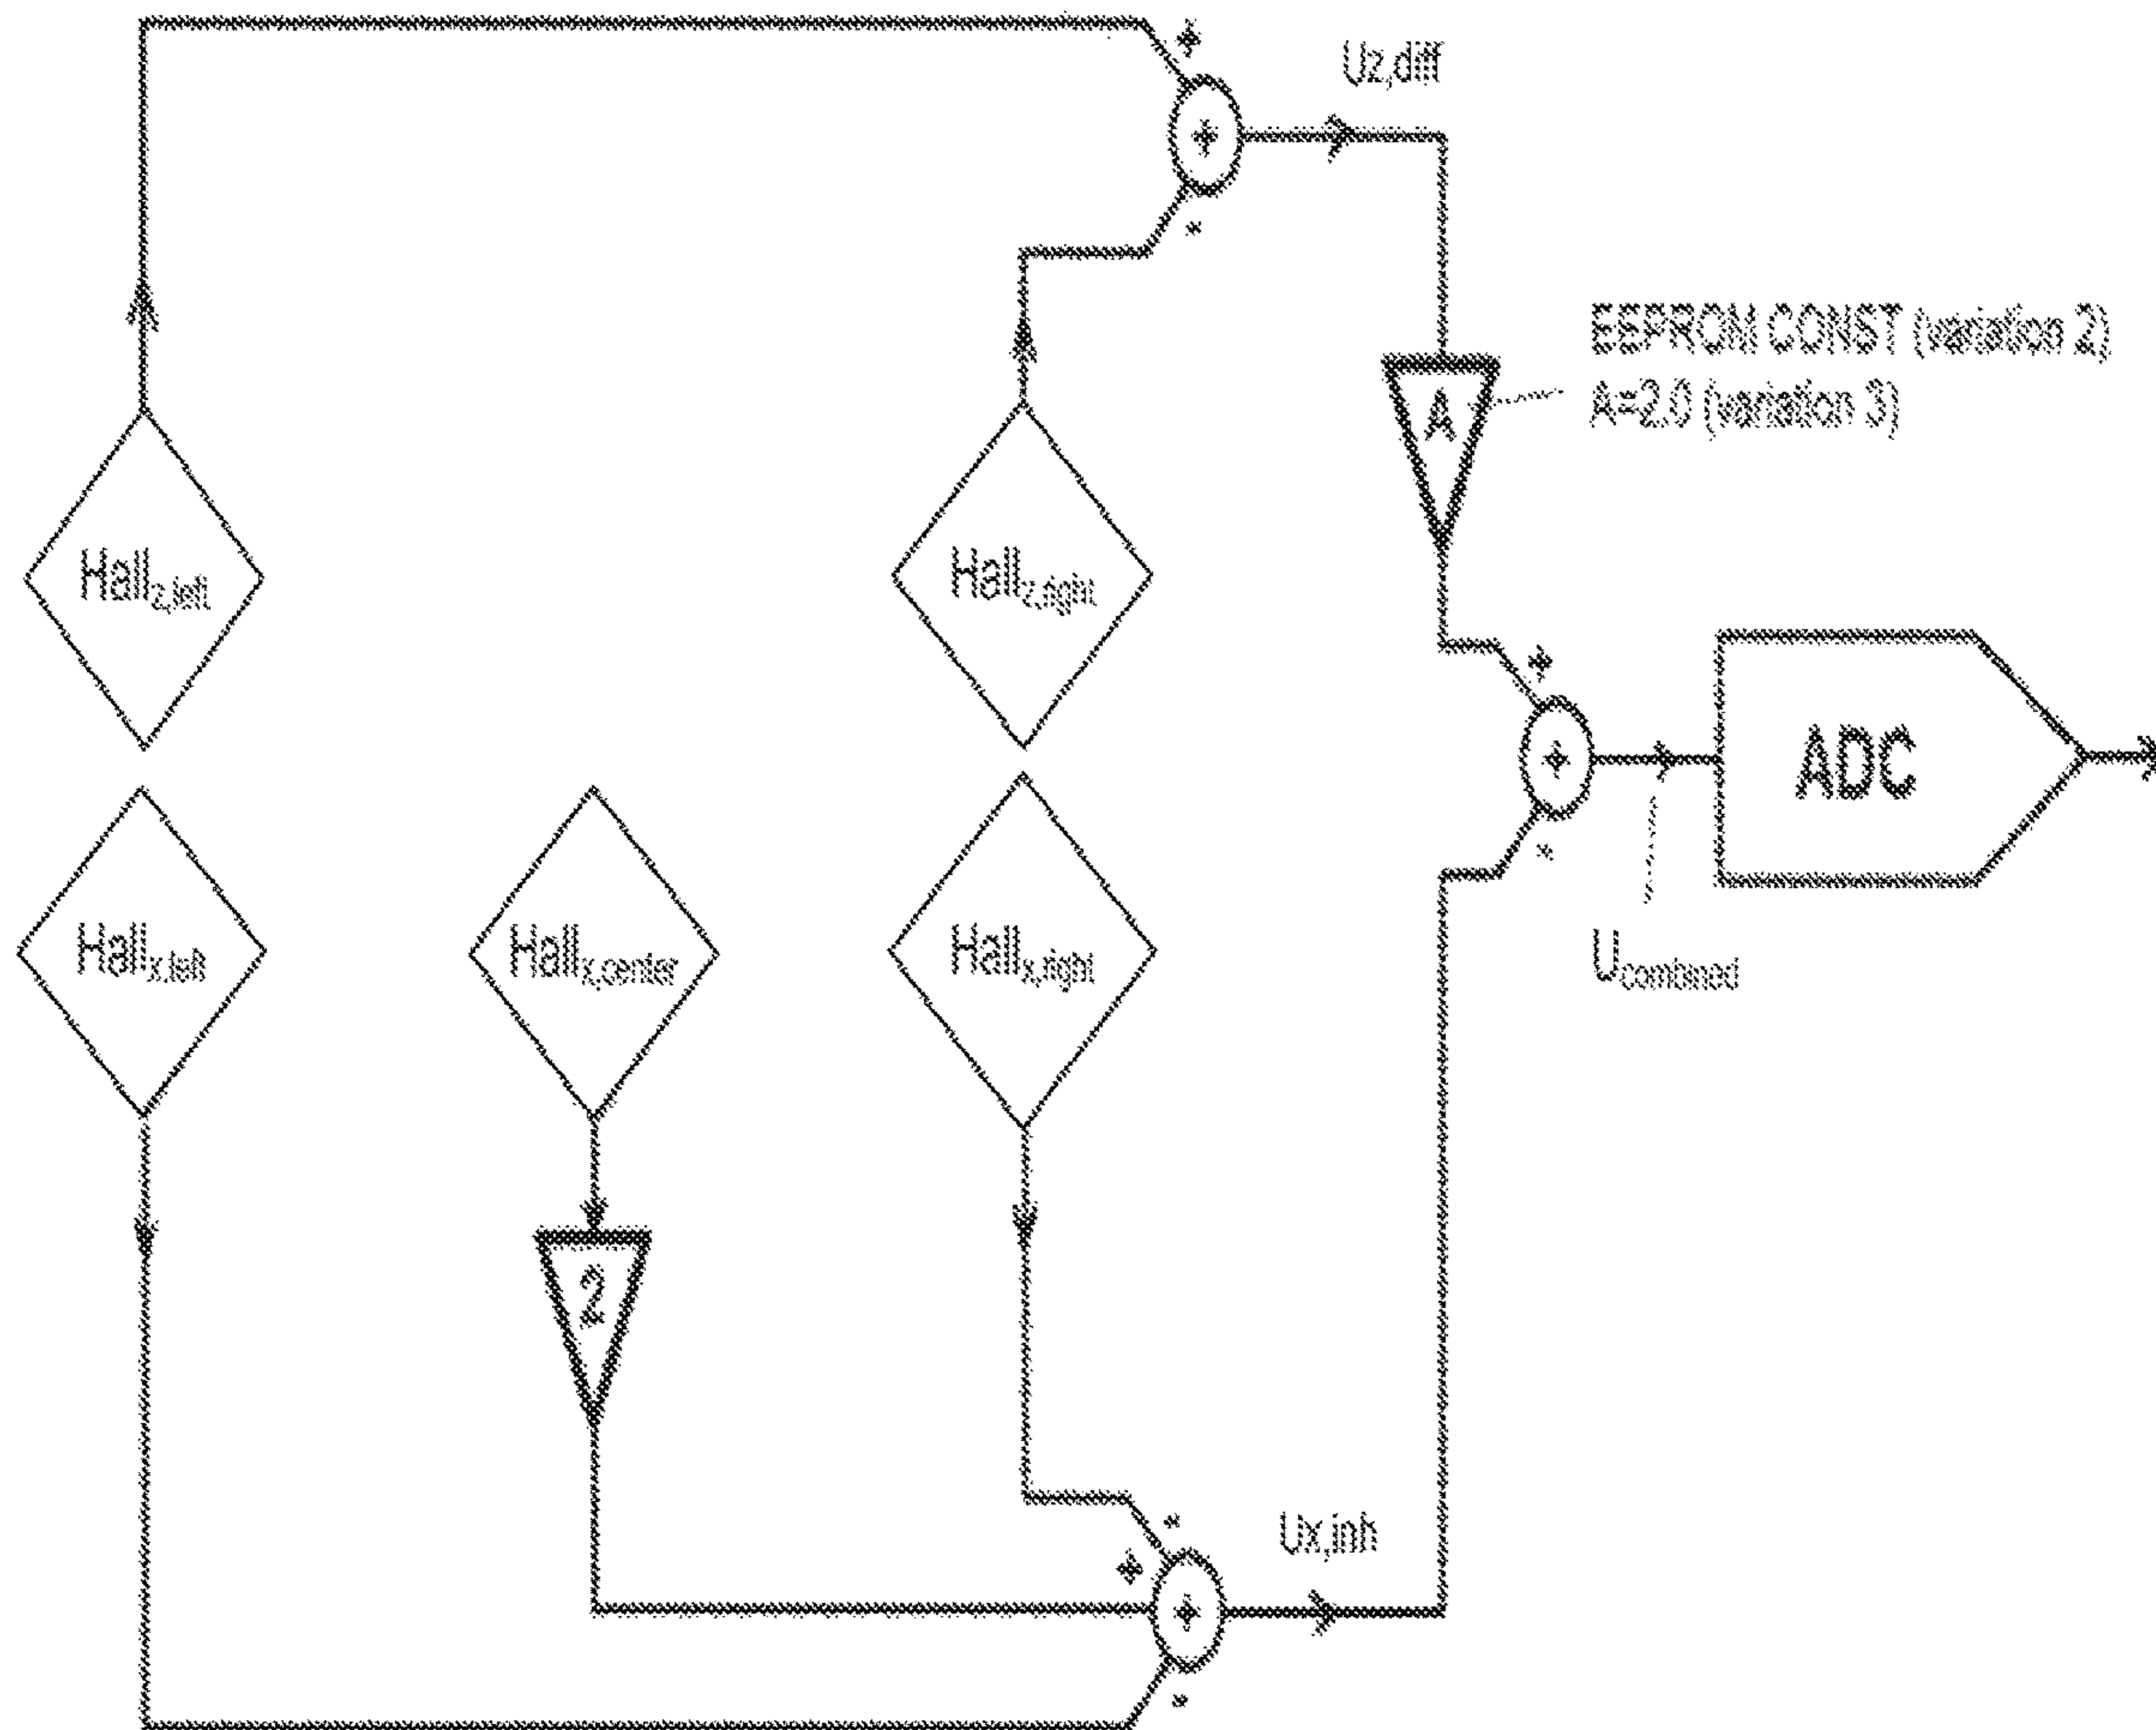 +
Uz,diff
+
-
EEPROM CONST (variation 2)
A=2.0 (variation 3)
A
Hallz,left
Hallz,right
+
+
ADC
-
Hallx,left
Hallx,center
Hallx,right
Ucombined
2
-
Ux,inh
+
+
-